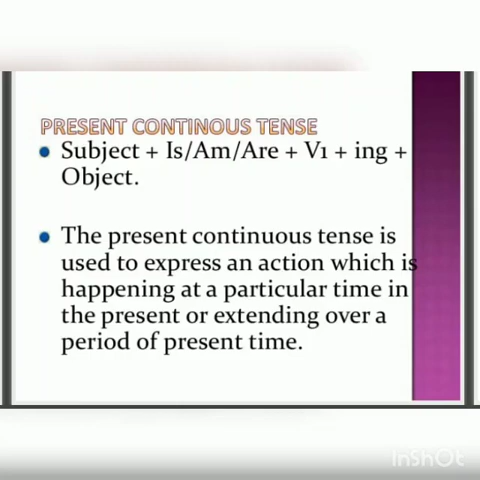 PRESENT CONTINOUS TENSE
• Subject + Is/Am/Are + V1 + ing +
Object.
• The present continuous tense is
used to express an action which is
happening at a particular time in
the present or extending over a
period of present time.
InShOt